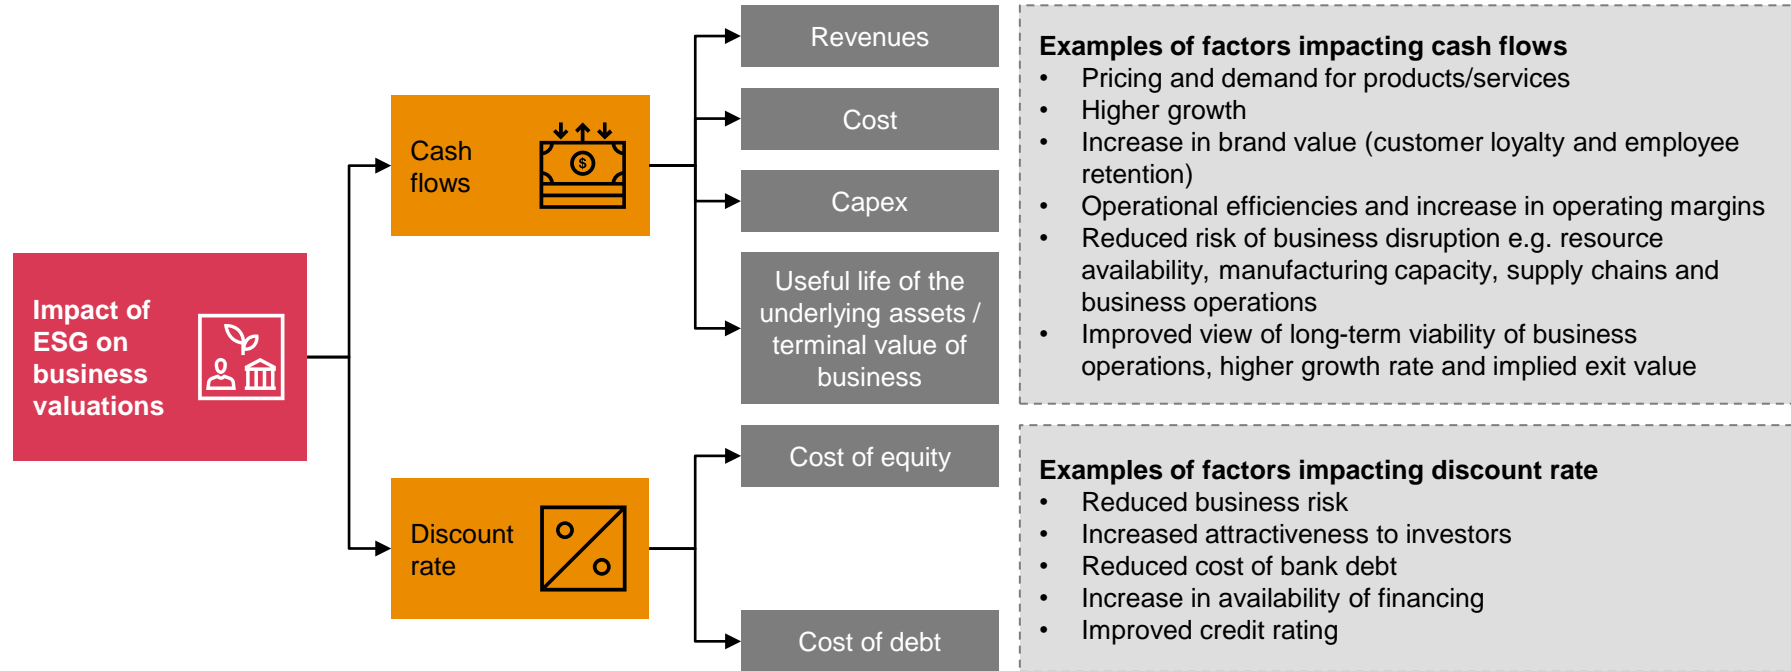 Impact of
ESG on
business
valuations
Cash
flows
$
Discount
rate
Revenues
Cost
Capex
Useful life of the
underlying assets /
terminal value of
business
Cost of equity
Cost of debt
Examples of factors impacting cash flows
• Pricing and demand for products/services
• Higher growth
• Increase in brand value (customer loyalty and employee
retention)
• Operational efficiencies and increase in operating margins
• Reduced risk of business disruption e.g. resource
availability, manufacturing capacity, supply chains and
business operations
• Improved view of long-term viability of business
operations, higher growth rate and implied exit value
Examples of factors impacting discount rate
• Reduced business risk
• Increased attractiveness to investors
• Reduced cost of bank debt
• Increase in availability of financing
• Improved credit rating